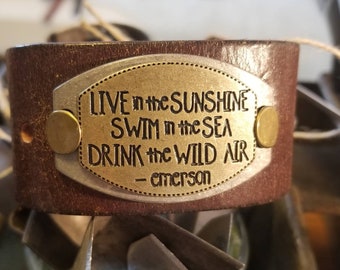 LIVE in the SUNSHINE
SWIM in the SEA
DRINK the WILD AIR
– emerson